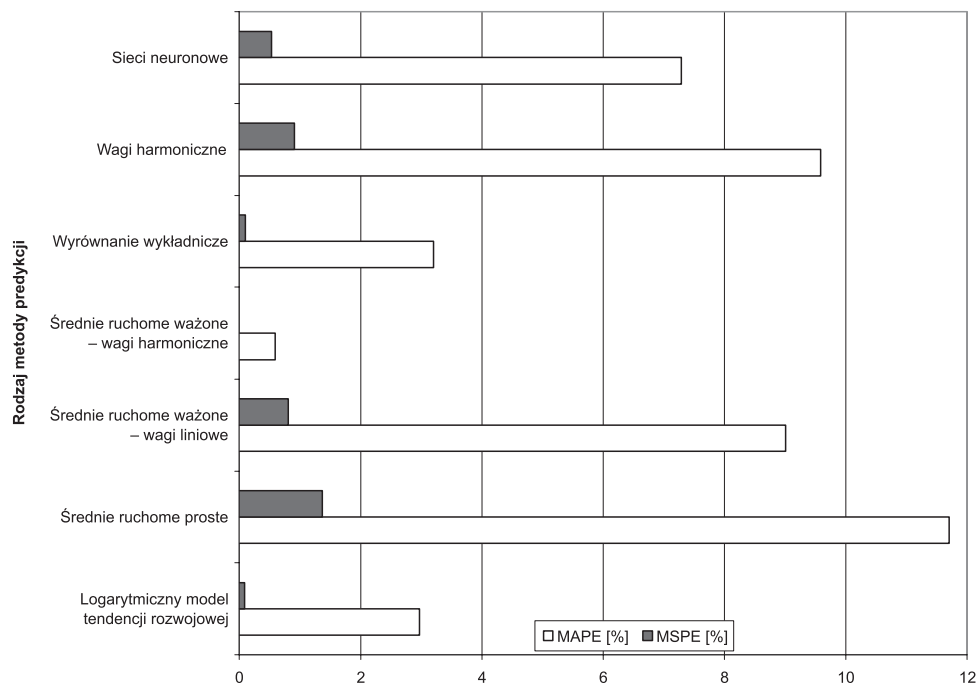 Rodzaj metody predykcji
Sieci neuronowe
Wagi harmoniczne
Wyrównanie wykładnicze
Średnie ruchome ważone
– wagi harmoniczne
Średnie ruchome ważone
– wagi liniowe
Średnie ruchome proste
Logarytmiczny model
tendencji rozwojowej
MAPE [%] MSPE [%]
0 2 4 6 8 10 12